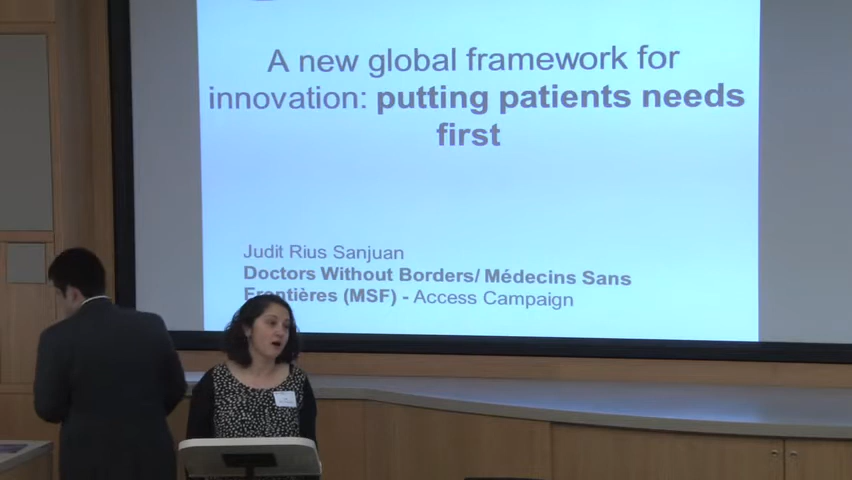 A new global framework for
innovation: putting patients needs
first
Judit Rius Sanjuan
Doctors Without Borders/ Médecins Sans
Frontières (MSF) - Access Campaign